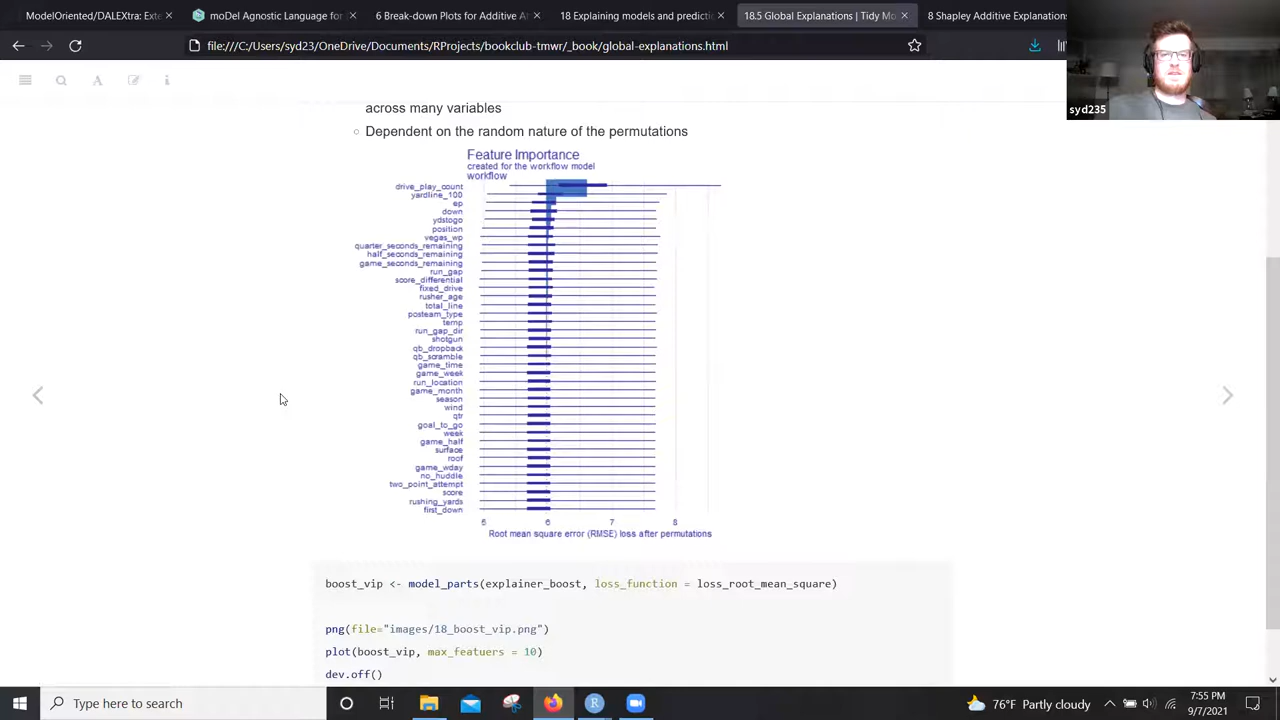 ModelOriented/DALEXtra: Exte
model Agnostic Language for
6 Break-down Plots for Additive At
18 Explaining models and predictio
18.5 Global Explanations | Tidy Mo
8 Shapley Additive Explanations
file:///C:/Users/syd23/OneDrive/Documents/RProjects/bookclub-tmwr/_book/global-explanations.html
syd235
across many variables
Dependent on the random nature of the permutations
Feature Importance
created for the workflow model
workflow
drive_play_count
yardline_100
ep
down
ydstogo
position
vegas_wp
quarter_seconds_remaining
half_seconds_remaining
game_seconds_remaining
run_gap
score_differential
fixed_drive
rusher_age
total_line
posteam_type
temp
run_gap_dir
shotgun
qb_dropback
qb_scramble
game_time
game_week
run_location
game_month
season
wind
qtr
goal_to_go
week
game_half
surface
roof
game_wday
no_huddle
two_point_attempt
score
rushing_yards
first_down
5 6 7 8
Root mean square error (RMSE) loss after permutations
boost_vip <- model_parts(explainer_boost, loss_function = loss_root_mean_square)
png(file="images/18_boost_vip.png")
plot(boost_vip, max_featuers = 10)
dev.off()
Type here to search
76°F Partly cloudy
7:55 PM
9/7/2021